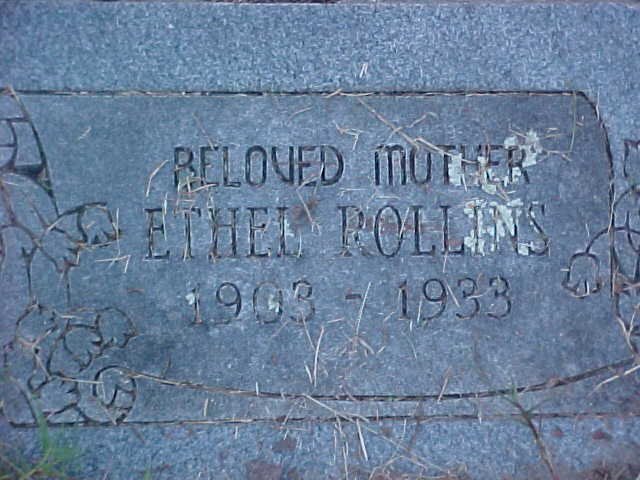 BELOVED MOTHER
ETHEL ROLLINS
1903 - 1933